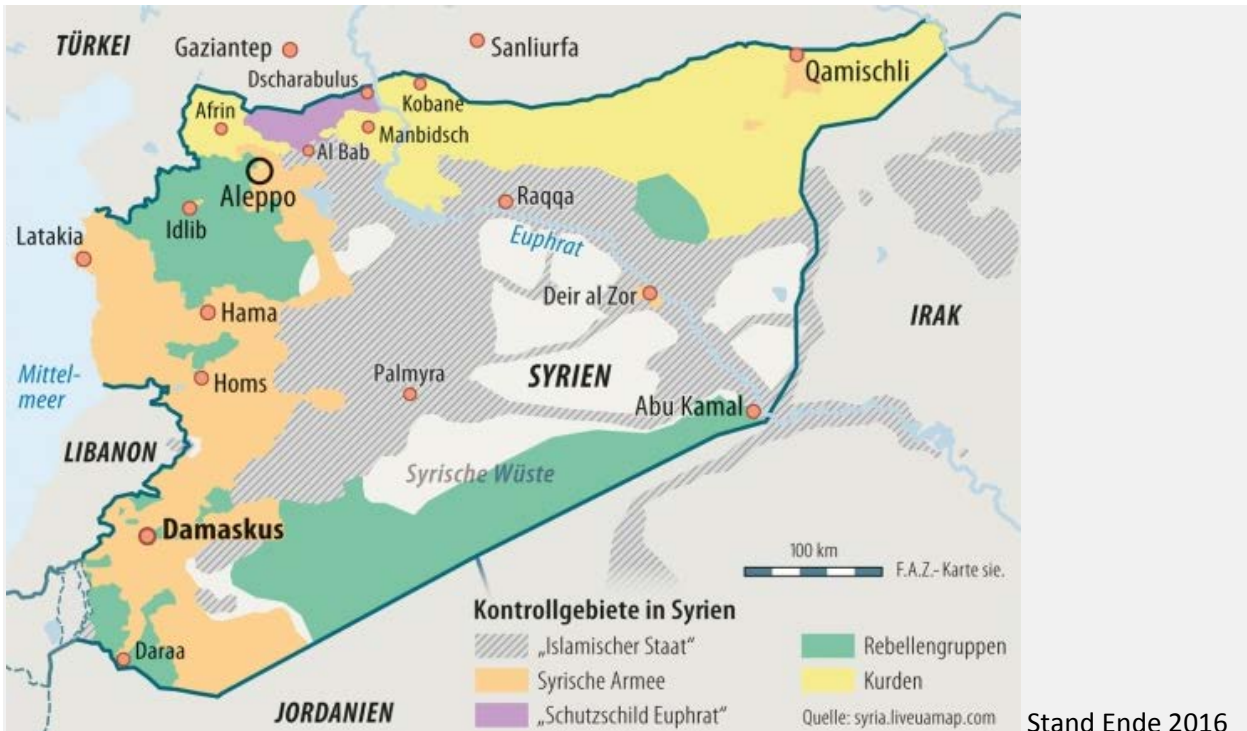 TÜRKEI
Gaziantep
Sanliurfa
Dscharabulus
Qamischli
Afrin
Kobane
Manbidsch
Al Bab
Aleppo
Raqqa
Idlib
Euphrat
Latakia
Deir al Zor
Hama
IRAK
Mittel-
meer
Homs
Palmyra
SYRIEN
Abu Kamal
LIBANON
Syrische Wüste
Damaskus
100 km
F.A.Z.- Karte sie.
Daraa
JORDANIEN
Kontrollgebiete in Syrien
„Islamischer Staat“
Syrische Armee
„Schutzschild Euphrat“
Rebellengruppen
Kurden
Quelle: syria.liveuamap.com
Stand Ende 2016